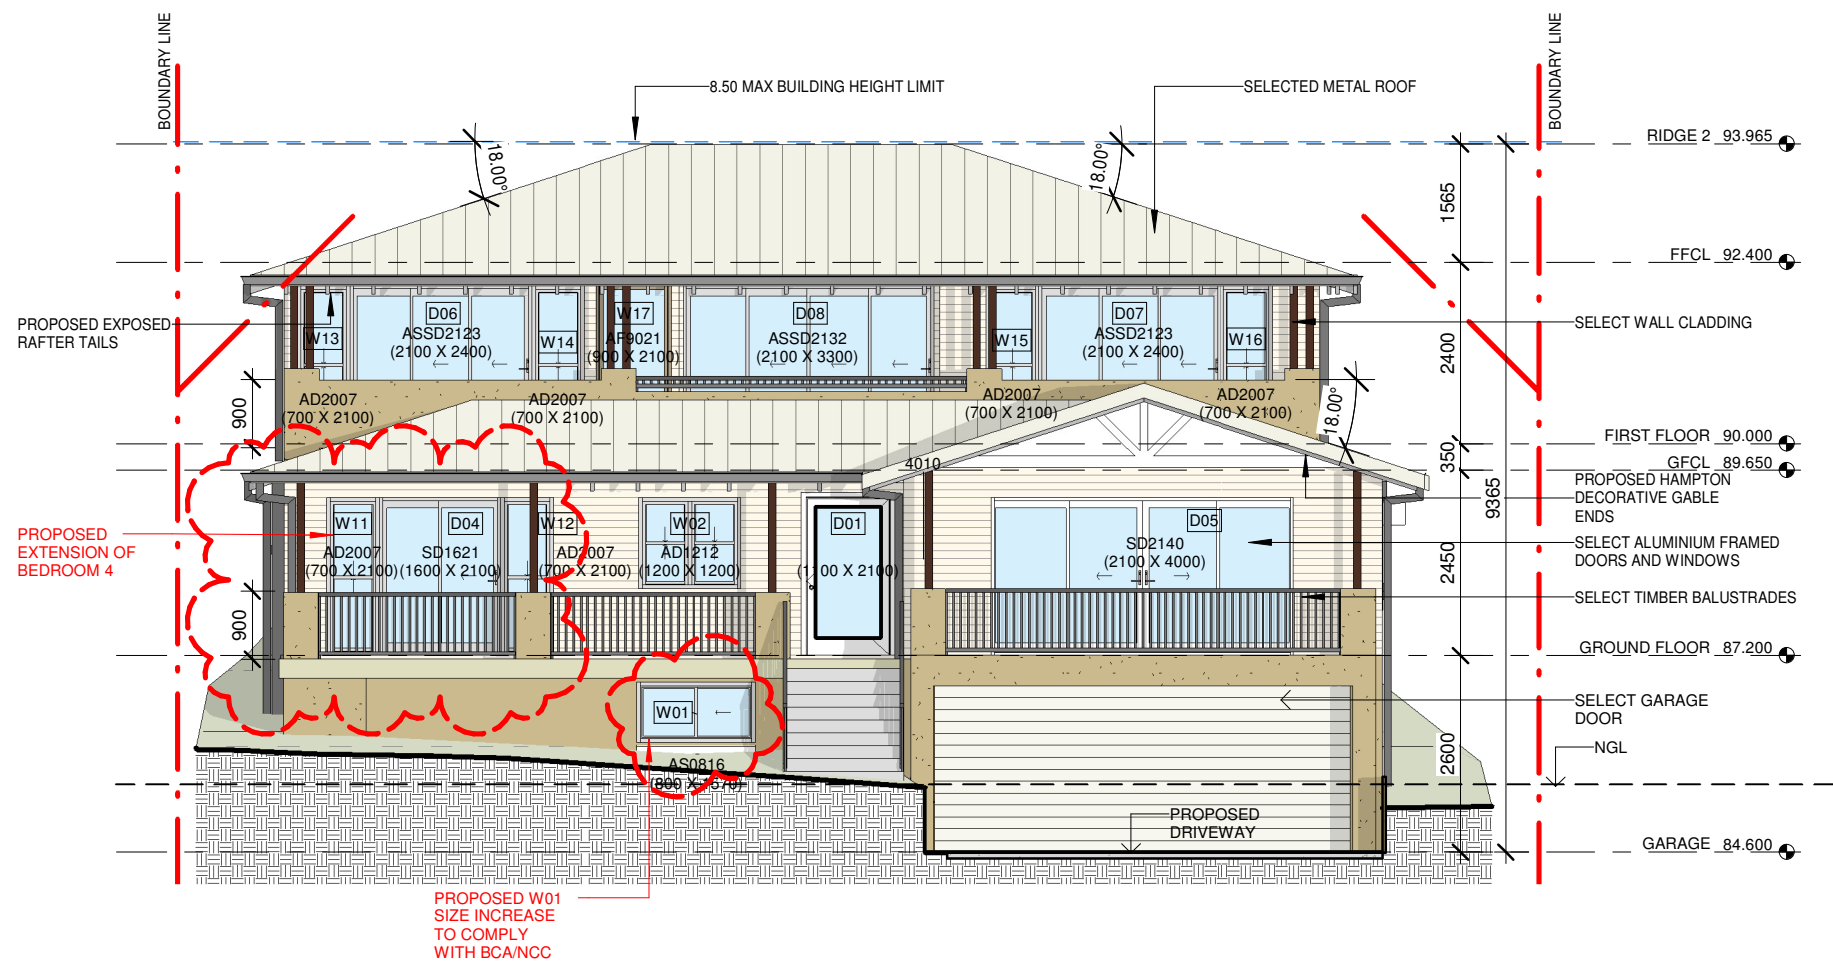 BOUNDARY LINE
BOUNDARY LINE
8.50 MAX BUILDING HEIGHT LIMIT
SELECTED METAL ROOF
RIDGE 2 93.965
18.00°
18.00°
1565
FFCL 92.400
PROPOSED EXPOSED
RAFTER TAILS
W13
D06
ASSD2123
(2100 X 2400)
W14
W17
AF9021
(900 X 2100)
D08
ASSD2132
(2100 X 3300)
W15
D07
ASSD2123
(2100 X 2400)
W16
SELECT WALL CLADDING
2400
900
AD2007
(700 X 2100)
AD2007
(700 X 2100)
AD2007
(700 X 2100)
AD2007
(700 X 2100)
18.00°
FIRST FLOOR 90.000
350
GFCL 89.650
4010
9365
PROPOSED HAMPTON
DECORATIVE GABLE
ENDS
PROPOSED
EXTENSION OF
BEDROOM 4
W11
AD2007
(700 X 2100)
D04
SD1621
(1600 X 2100)
W12
AD2007
(700 X 2100)
W02
AD1212
(1200 X 1200)
D01
D05
SD2140
(2100 X 4000)
SELECT ALUMINIUM FRAMED
DOORS AND WINDOWS
2450
SELECT TIMBER BALUSTRADES
900
GROUND FLOOR 87.200
SELECT GARAGE
DOOR
W01
AS0816
(800 X 1570)
NGL
2600
PROPOSED
DRIVEWAY
GARAGE 84.600
PROPOSED W01
SIZE INCREASE
TO COMPLY
WITH BCA/NCC